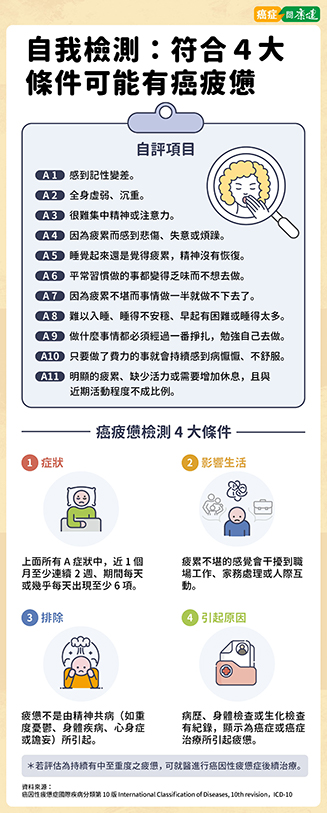 癌症問康健
自我檢測：符合4大
條件可能有癌疲憊
自評項目
A1 感到記性變差。
A2 全身虛弱、沉重。
A3 很難集中精神或注意力。
A4 因為疲累而感到悲傷、失意或煩躁。
A5 睡覺起來還是覺得疲累，精神沒有恢復。
A6 平常習慣做的事都變得乏味而不想去做。
A7 因為疲累不堪而事情做一半就做不下去了。
A8 難以入睡、睡得不安穩、早起有困難或睡得太多。
A9 做什麼事情都必須經過一番掙扎，勉強自己去做。
A10 只要做了費力的事就會持續感到病懨懨、不舒服。
A11 明顯的疲累、缺少活力或需要增加休息，且與
近期活動程度不成比例。
癌疲憊檢測4大條件
1 症狀
上面所有A症狀中，近1個
月至少連續2週、期間每天
或幾乎每天出現至少6項。
2 影響生活
疲累不堪的感覺會干擾到職
場工作、家務處理或人際互
動。
3 排除
疲憊不是由精神共病（如重
度憂鬱、身體疾病、心身症
或譫妄）所引起。
4 引起原因
病歷、身體檢查或生化檢查
有紀錄，顯示為癌症或癌症
治療所引起疲憊。
＊若評估為持續有中至重度之疲憊，可就醫進行癌因性疲憊症後續治療。
資料來源：
癌因性疲憊症國際疾病分類第10版 International Classification of Diseases, 10th revision，ICD-10